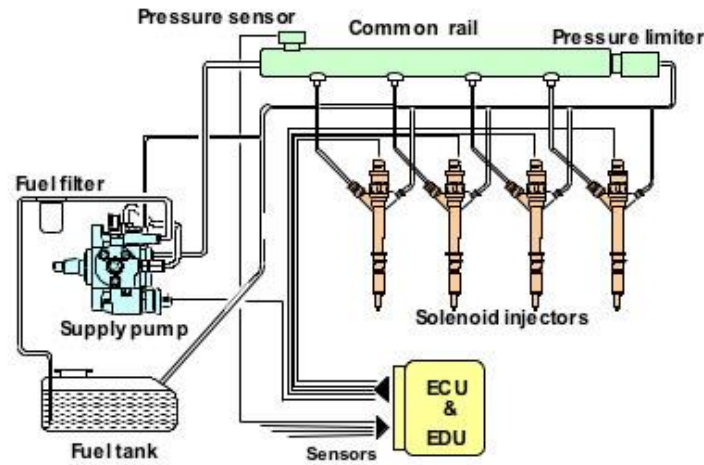 Pressure sensor
Common rail
Pressure limiter
Fuel filter
Supply pump
Solenoid injectors
ECU
&
EDU
Fuel tank
Sensors